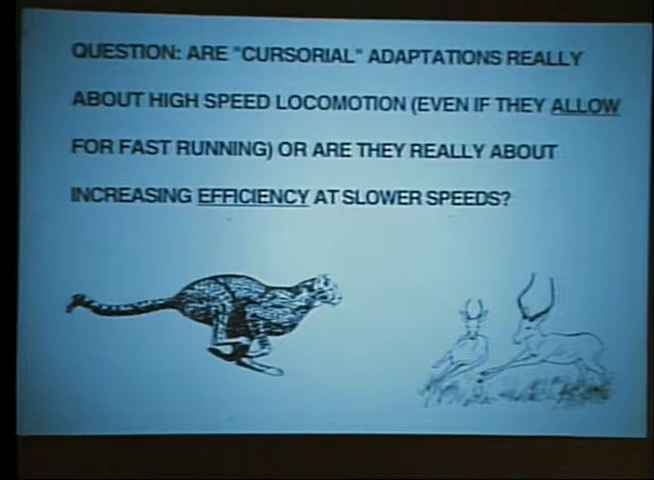 QUESTION: ARE "CURSORIAL" ADAPTATIONS REALLY
ABOUT HIGH SPEED LOCOMOTION (EVEN IF THEY ALLOW
FOR FAST RUNNING) OR ARE THEY REALLY ABOUT
INCREASING EFFICIENCY AT SLOWER SPEEDS?